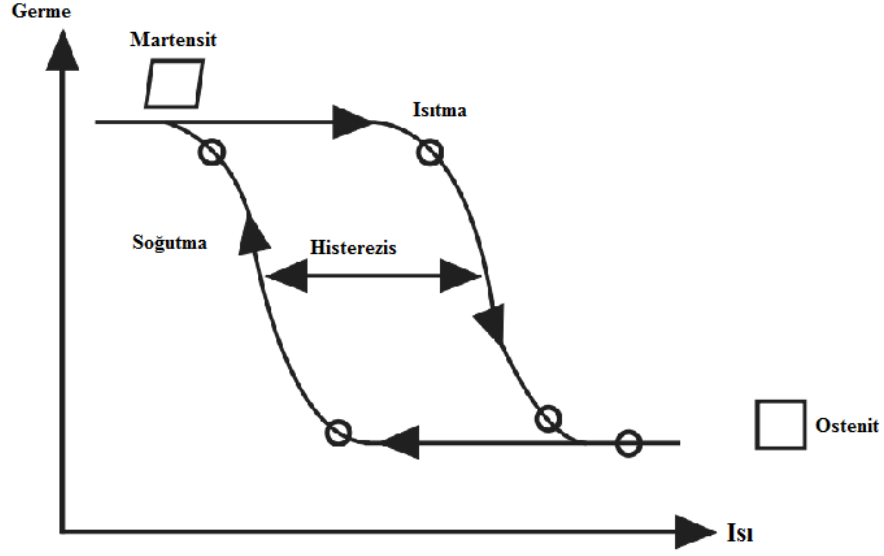 Germe
Martensit
Isıtma
Soğutma
Histerezis
Ostenit
Isı